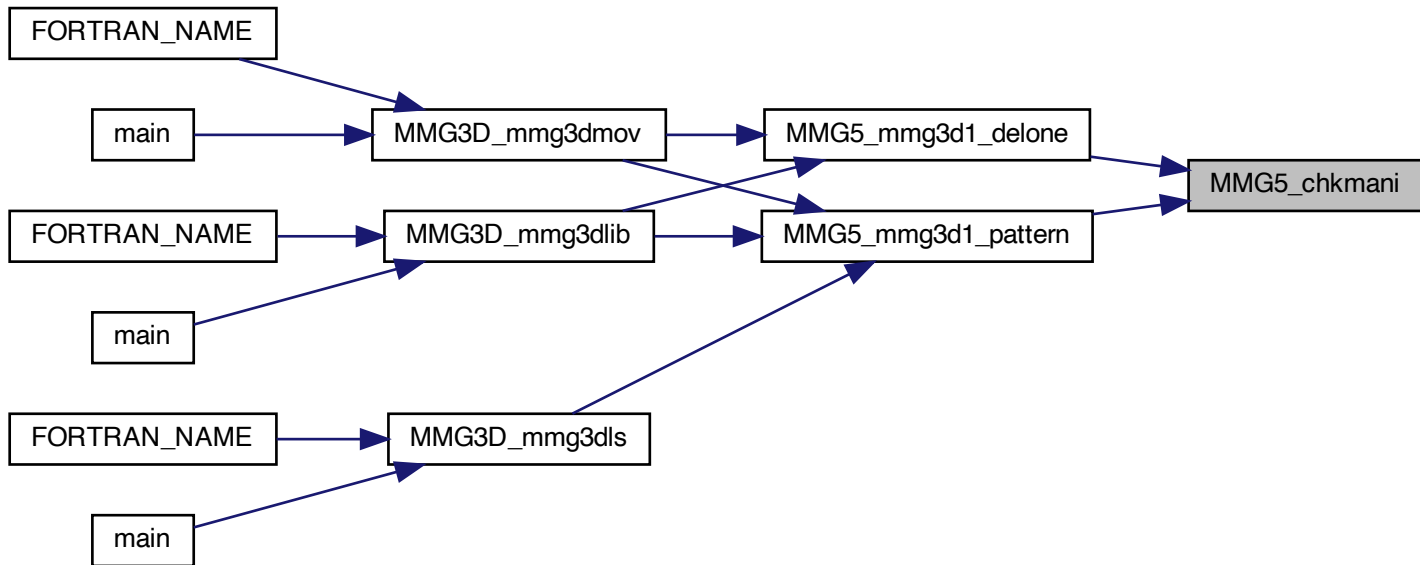 FORTRAN_NAME
main
MMG3D_mmg3dmov
MMG5_mmg3d1_delone
MMG5_chkmani
FORTRAN_NAME
MMG3D_mmg3dlib
MMG5_mmg3d1_pattern
main
FORTRAN_NAME
MMG3D_mmg3dls
main